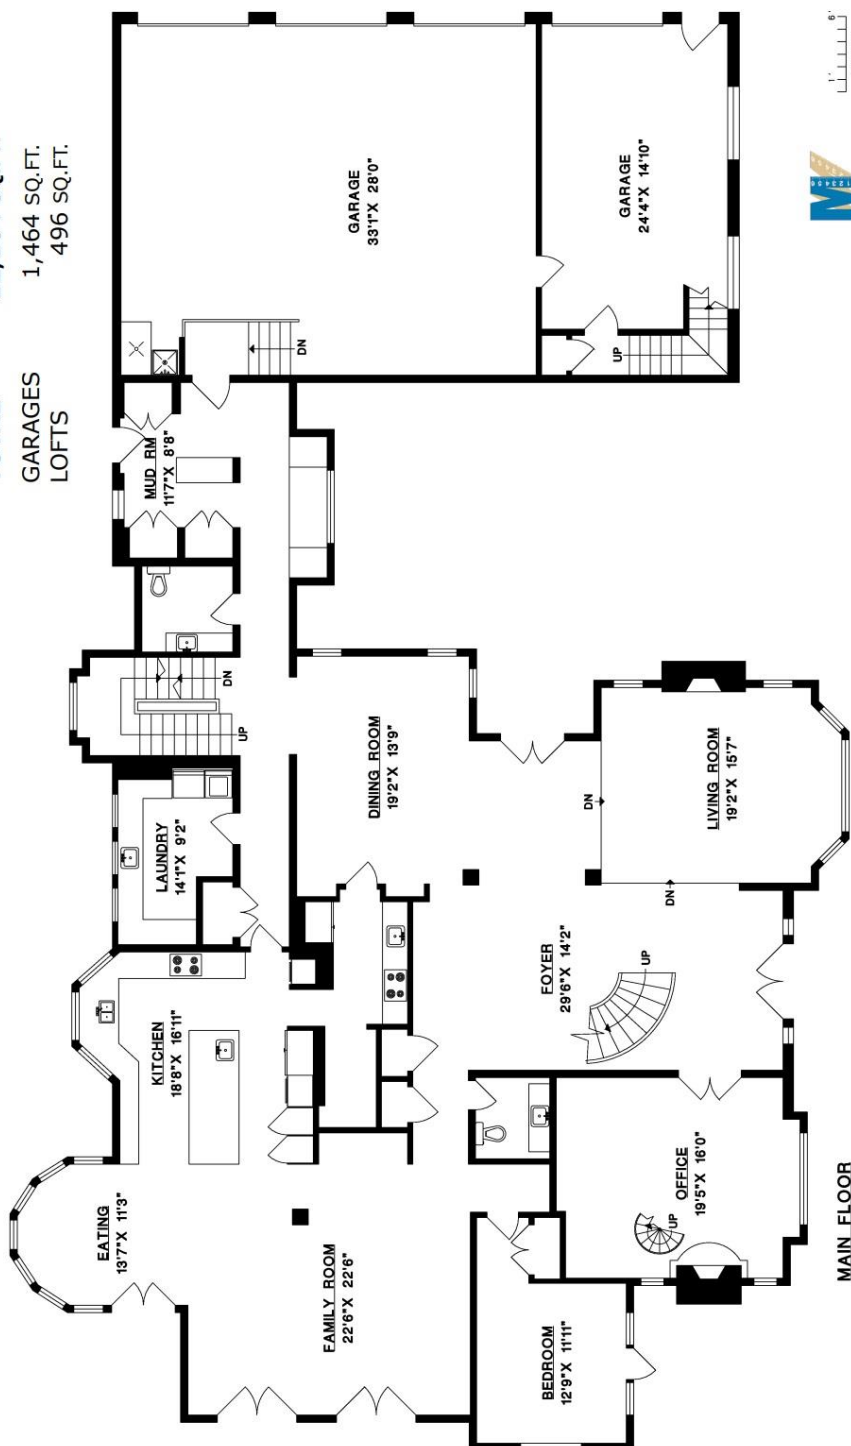 GARAGES 1,464 SQ.FT.
LOFTS 496 SQ.FT.
EATING
13'7"X 11'3"
KITCHEN
18'8"X 16'11"
LAUNDRY
14'1"X 9'2"
UP
DN
MUD RM
11'7"X 8'8"
DN
GARAGE
33'1"X 28'0"
FAMILY ROOM
22'6"X 22'6"
DINING ROOM
19'2"X 13'9"
BEDROOM
12'9"X 11'11"
FOYER
29'6"X 14'2"
UP
DN
DN
UP
GARAGE
24'4"X 14'10"
OFFICE
19'5"X 16'0"
UP
LIVING ROOM
19'2"X 15'7"
MAIN FLOOR
1'
6'
M